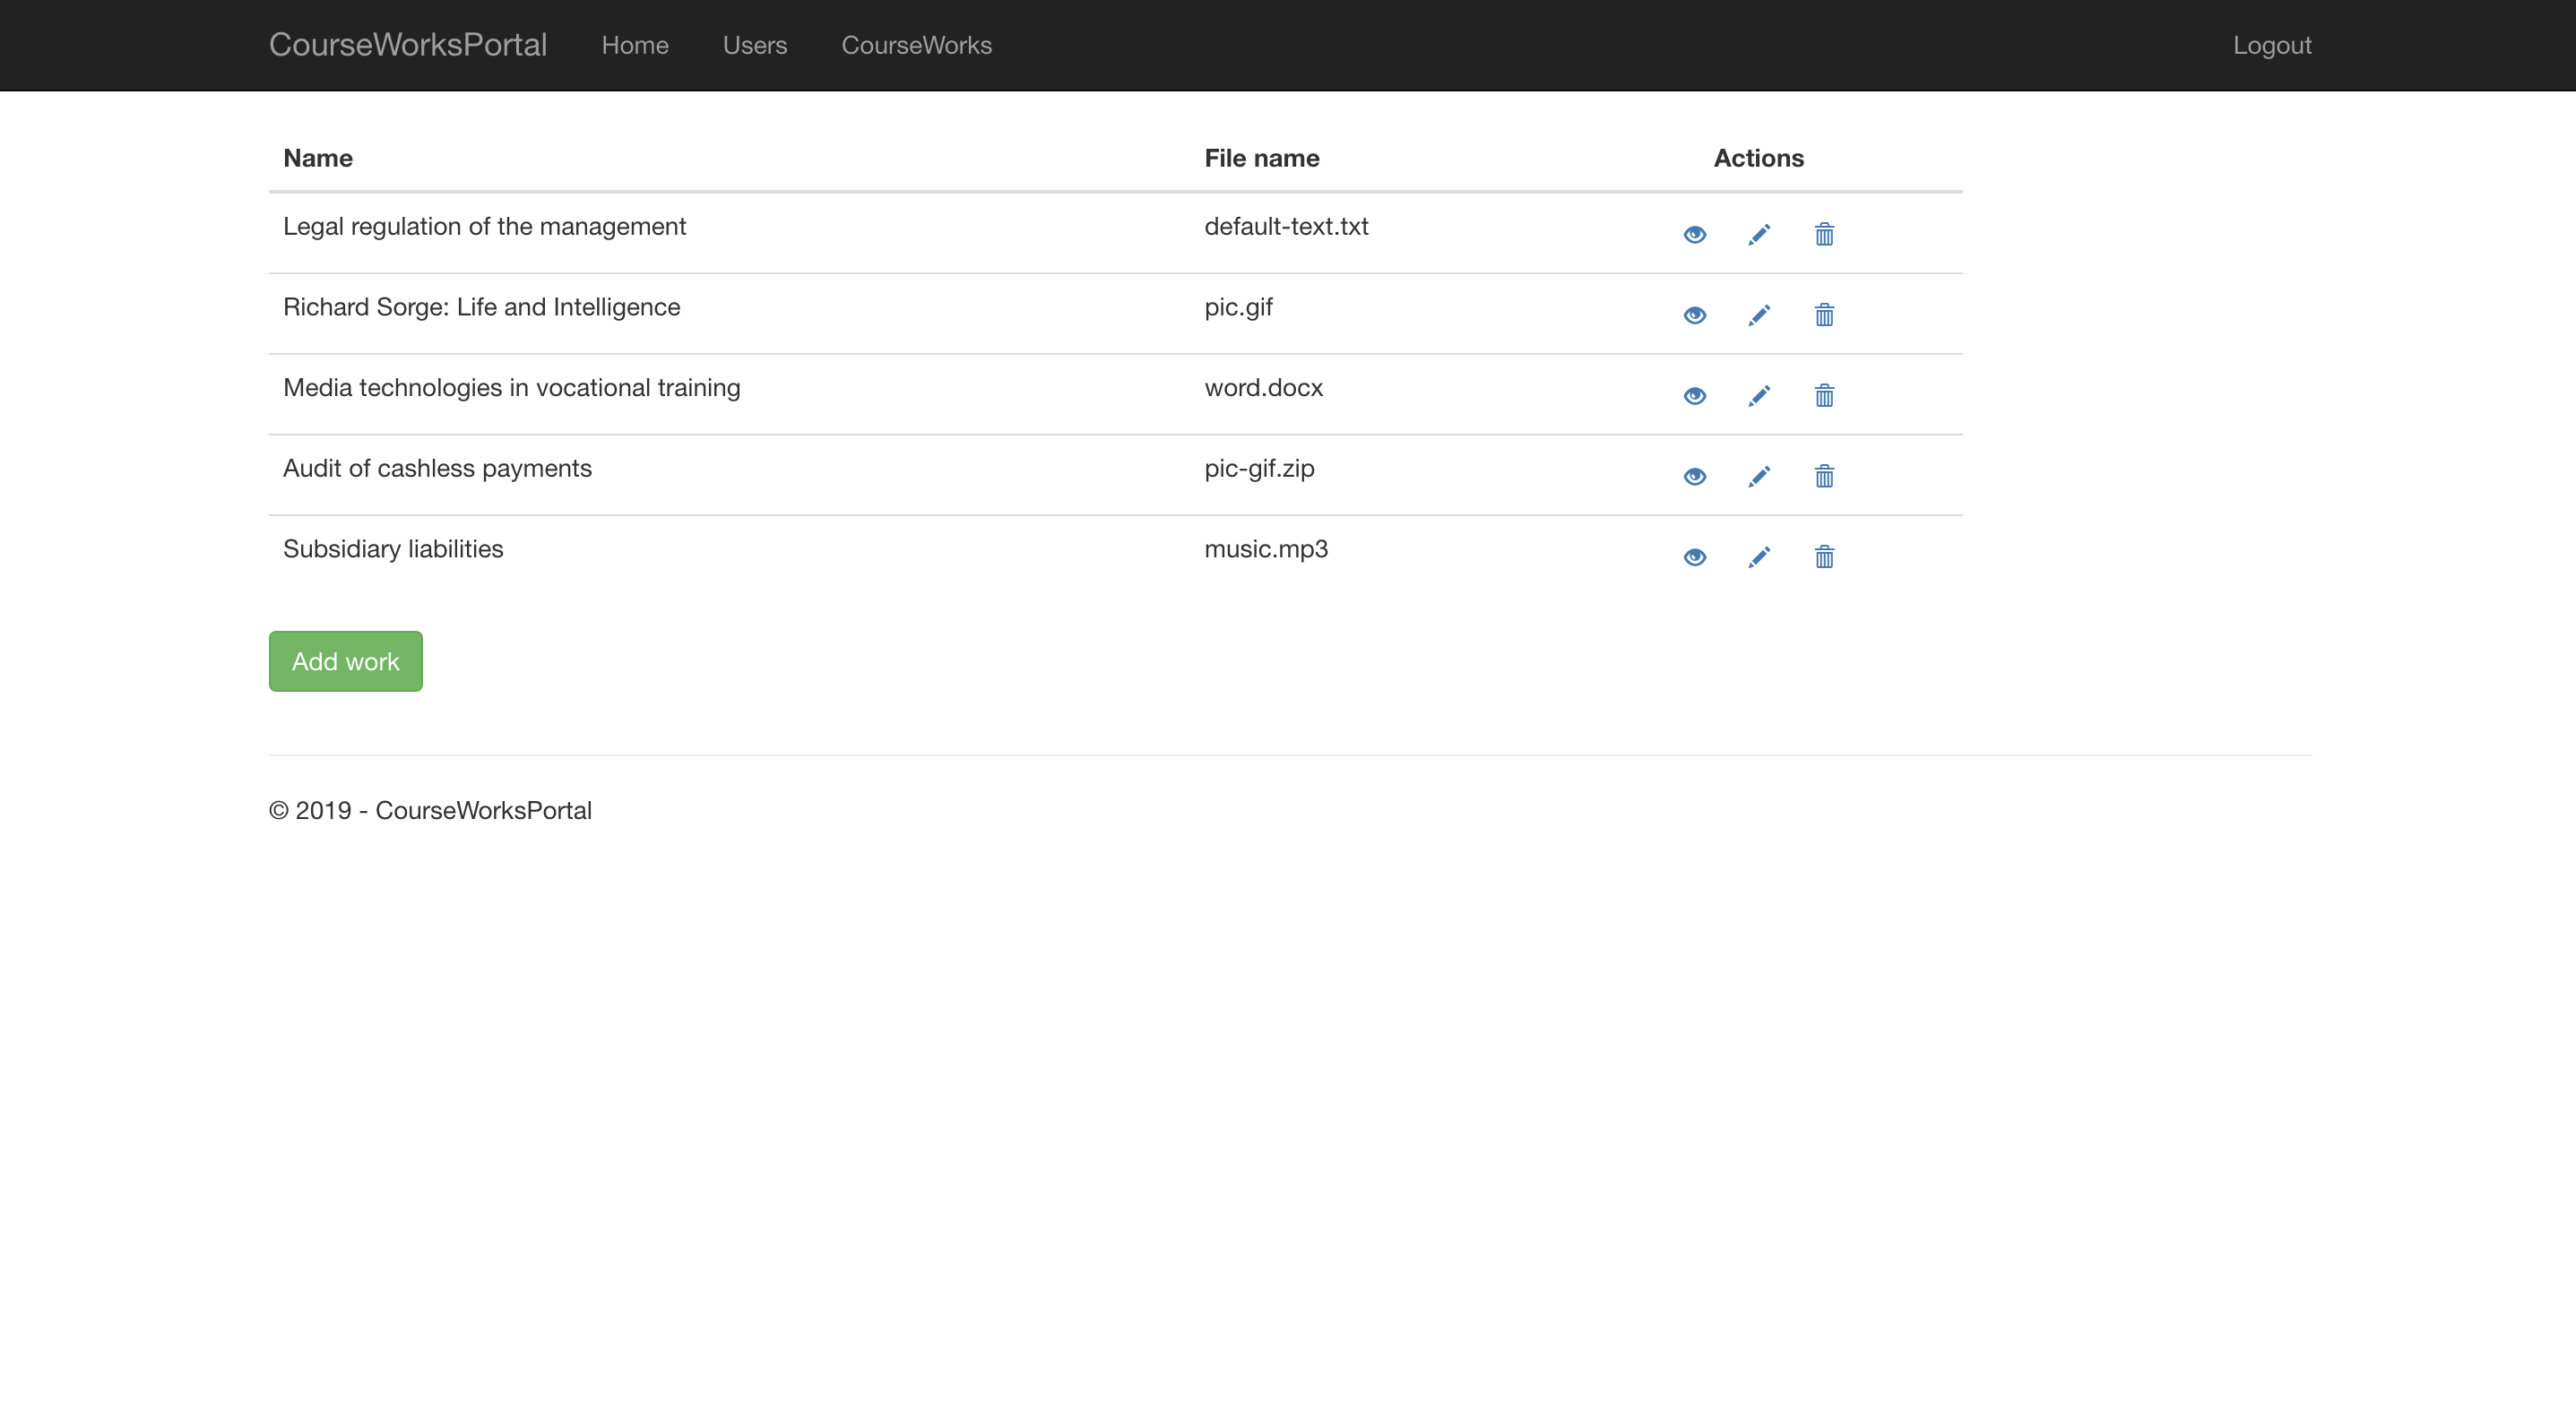 CourseWorksPortal Home Users CourseWorks Logout
Name File name Actions
Legal regulation of the management default-text.txt
Richard Sorge: Life and Intelligence pic.gif
Media technologies in vocational training word.docx
Audit of cashless payments pic-gif.zip
Subsidiary liabilities music.mp3
Add work
© 2019 - CourseWorksPortal